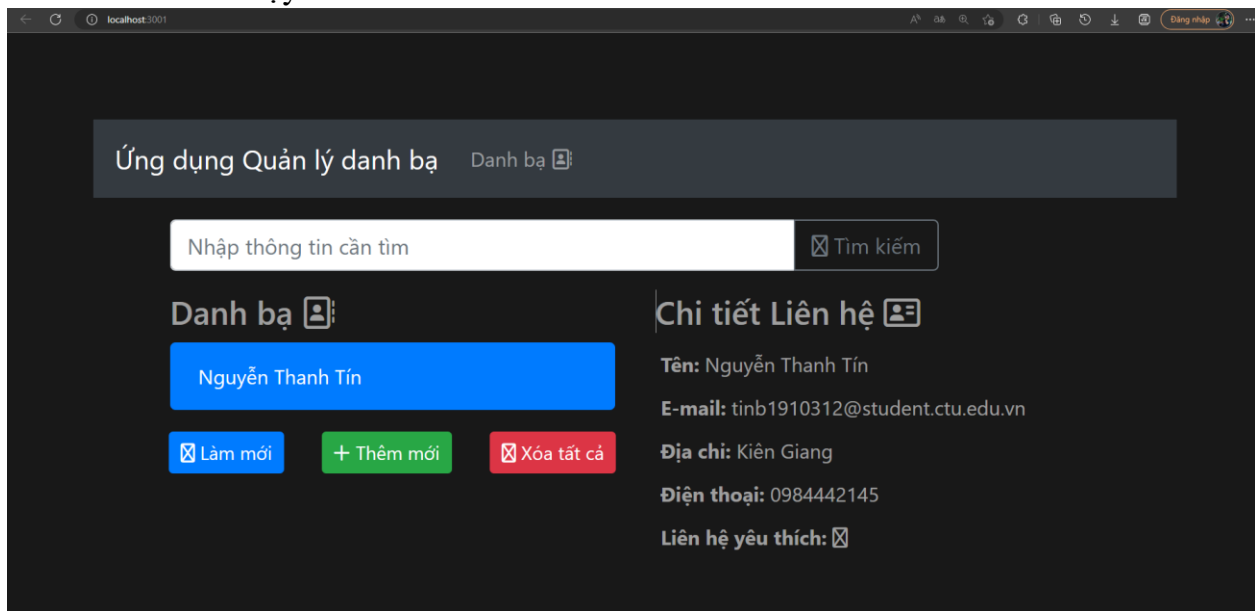 localhost:3001
Đăng nhập
Ứng dụng Quản lý danh bạ Danh bạ
Nhập thông tin cần tìm Tìm kiếm
Danh bạ
Nguyễn Thanh Tín
Làm mới Thêm mới Xóa tất cả
Chi tiết Liên hệ
Tên: Nguyễn Thanh Tín
E-mail: tinb1910312@student.ctu.edu.vn
Địa chỉ: Kiên Giang
Điện thoại: 0984442145
Liên hệ yêu thích: